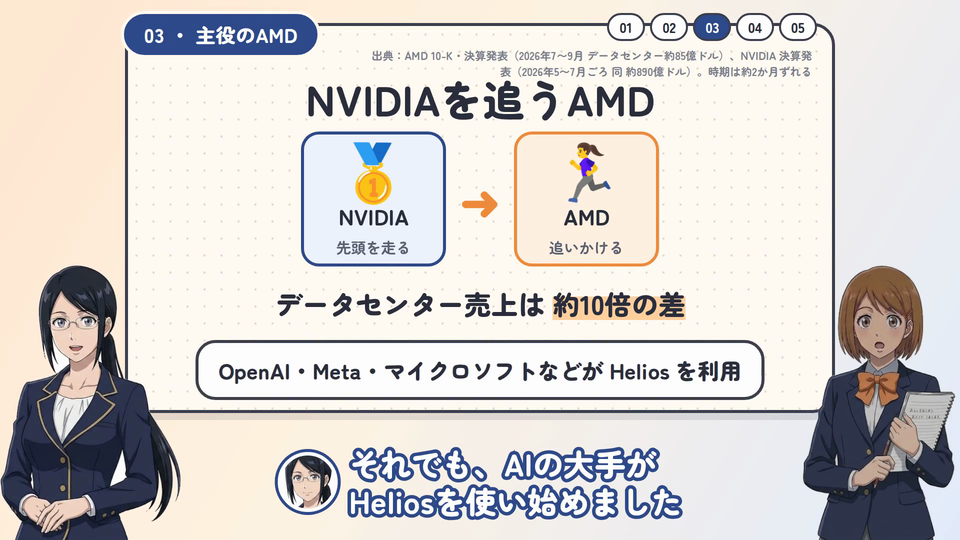 03 ・ 主役のAMD
01 02 03 04 05
出典：AMD 10-K・決算発表（2026年7〜9月 データセンター約85億ドル）、NVIDIA 決算発
表（2026年5〜7月ごろ 同 約890億ドル）。時期は約2か月ずれる
NVIDIAを追うAMD
1
NVIDIA
先頭を走る
AMD
追いかける
データセンター売上は 約10倍の差
OpenAI・Meta・マイクロソフトなどが Helios を利用
それでも、AIの大手が
Heliosを使い始めました